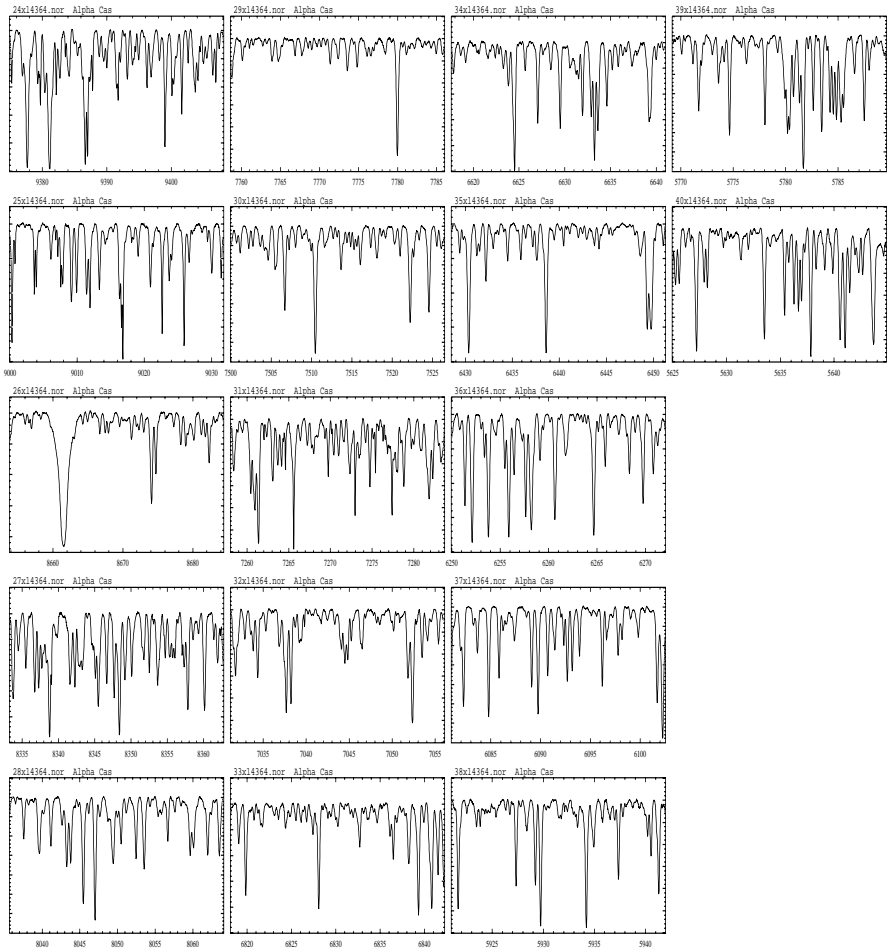 24x14364.nor  Alpha Cas
9380 9390 9400
29x14364.nor  Alpha Cas
7760 7765 7770 7775 7780 7785
34x14364.nor  Alpha Cas
6620 6625 6630 6635 6640
39x14364.nor  Alpha Cas
5770 5775 5780 5785
25x14364.nor  Alpha Cas
9000 9010 9020 9030
30x14364.nor  Alpha Cas
7500 7505 7510 7515 7520 7525
35x14364.nor  Alpha Cas
6430 6435 6440 6445 6450
40x14364.nor  Alpha Cas
5625 5630 5635 5640
26x14364.nor  Alpha Cas
8660 8670 8680
31x14364.nor  Alpha Cas
7260 7265 7270 7275 7280
36x14364.nor  Alpha Cas
6250 6255 6260 6265 6270
27x14364.nor  Alpha Cas
8335 8340 8345 8350 8355 8360
32x14364.nor  Alpha Cas
7035 7040 7045 7050 7055
37x14364.nor  Alpha Cas
6085 6090 6095 6100
28x14364.nor  Alpha Cas
8040 8045 8050 8055 8060
33x14364.nor  Alpha Cas
6820 6825 6830 6835 6840
38x14364.nor  Alpha Cas
5925 5930 5935 5940